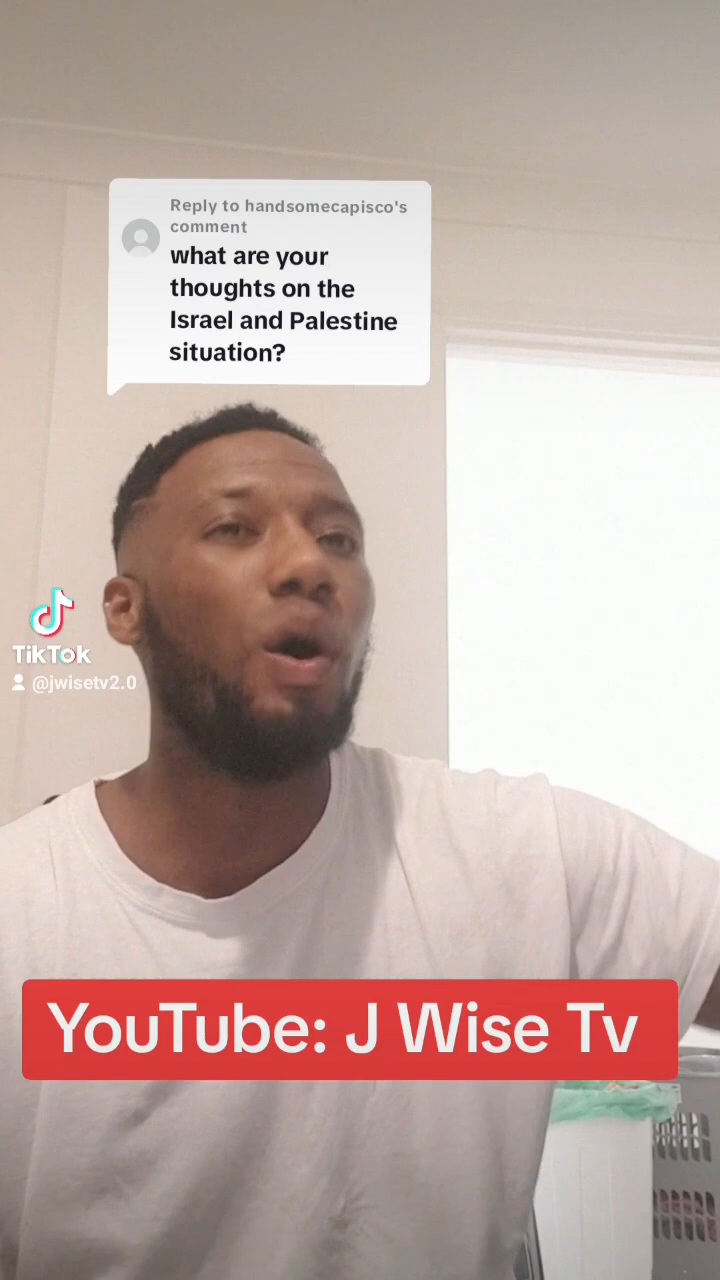 Reply to handsomecapisco's
comment
what are your
thoughts on the
Israel and Palestine
situation?
TikTok
@jwisetv2.0
YouTube: J Wise Tv